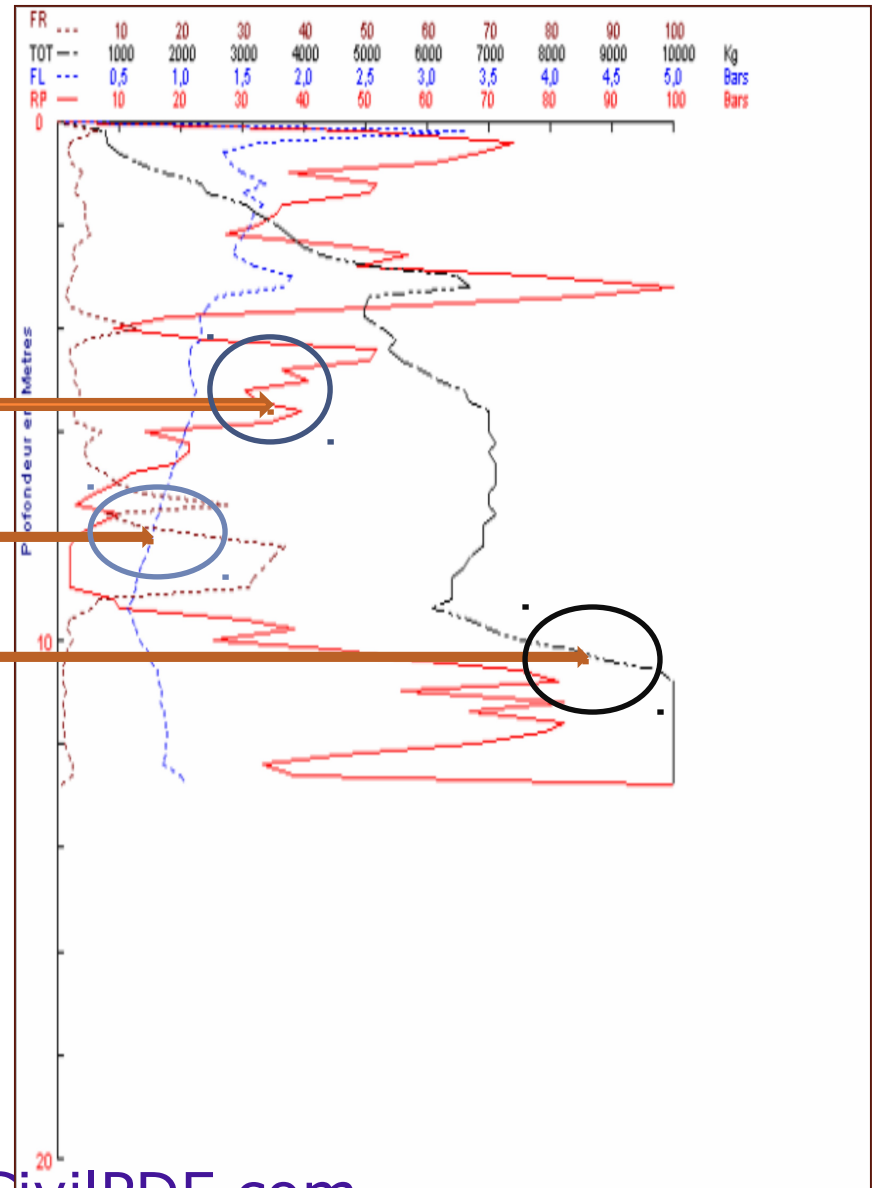 FR 10 20 30 40 50 60 70 80 90 100
TOT 1000 2000 3000 4000 5000 6000 7000 8000 9000 10000 Kg
FL 0,5 1,0 1,5 2,0 2,5 3,0 3,5 4,0 4,5 5,0 Bars
RP 10 20 30 40 50 60 70 80 90 100 Bars
0
Profondeur en Metres
10
20
CivilPDF.com